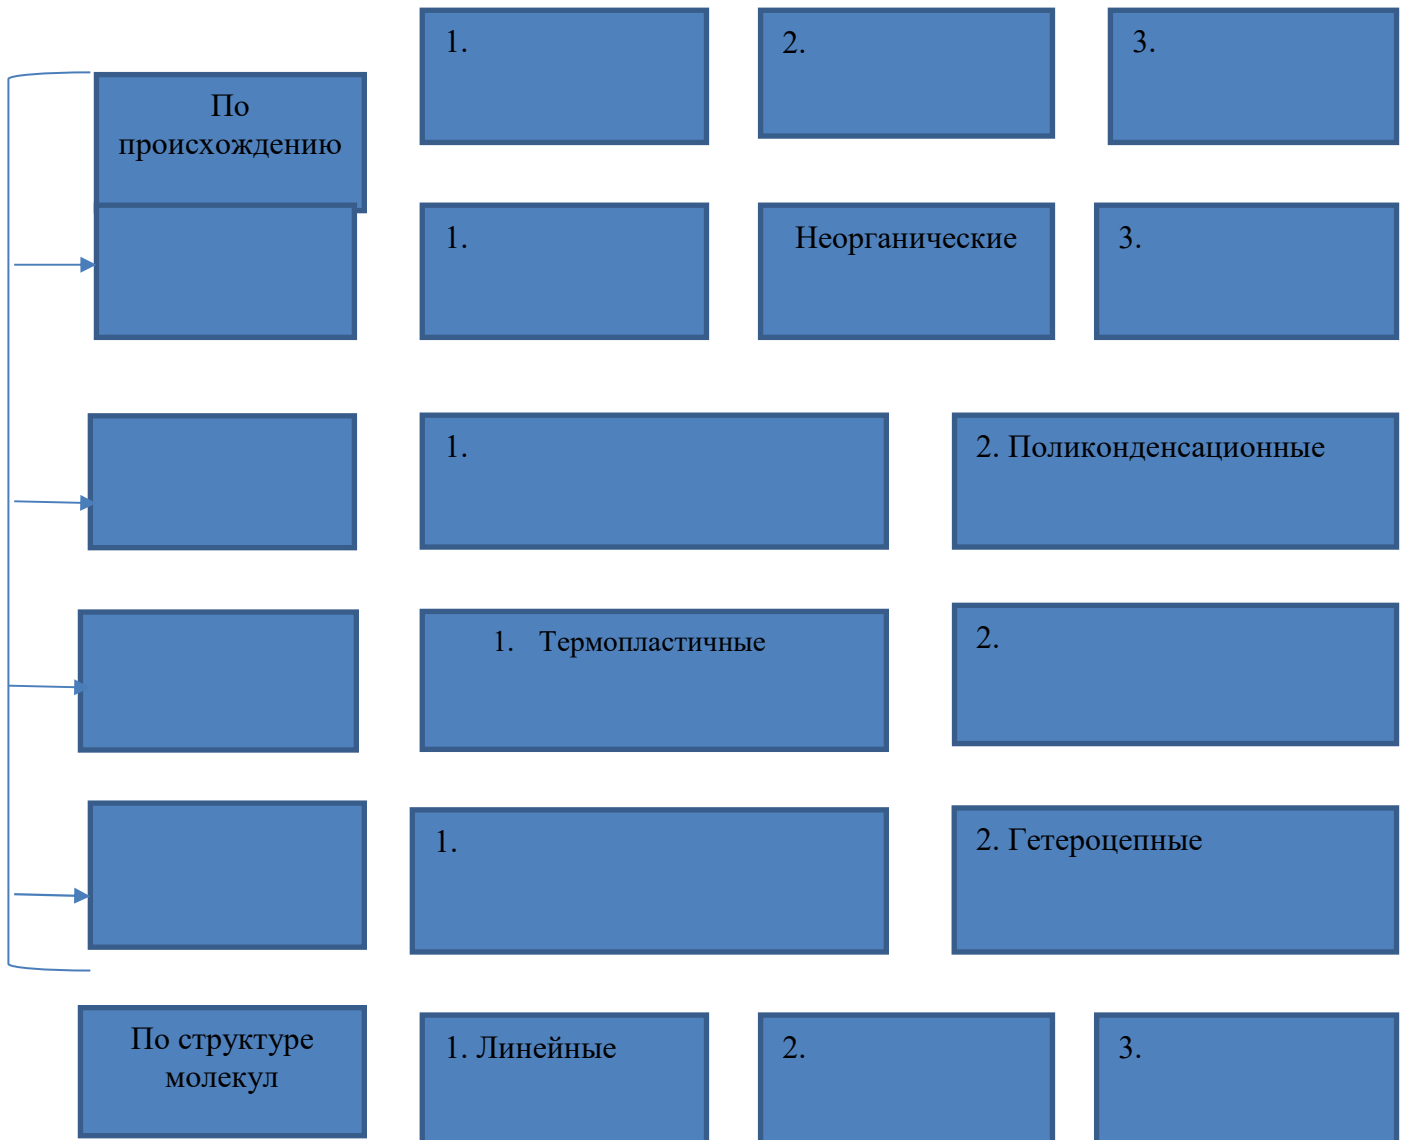 1.
2.
3.
По
происхождению
1.
Неорганические
3.
1.
2. Поликонденсационные
1. Термопластичные
2.
1.
2. Гетероцепные
По структуре
молекул
1. Линейные
2.
3.